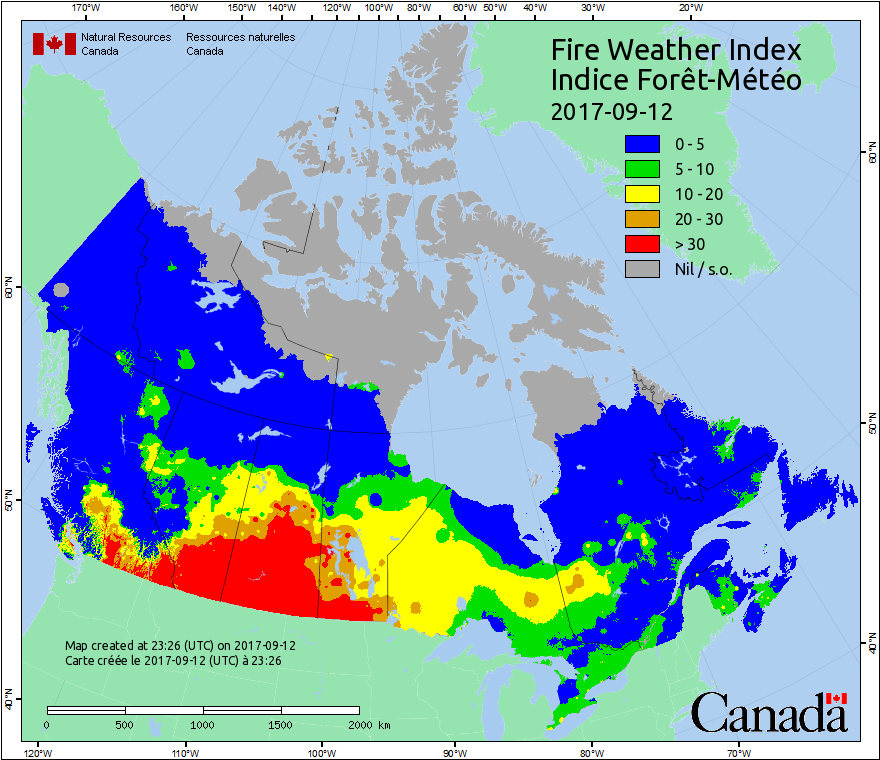 170°W 160°W 150°W 140°W 120°W 100°W 80°W 60°W 50°W 40°W 30°W 20°W
Natural Resources Ressources naturelles
Canada Canada
Fire Weather Index
Indice Forêt-Météo
2017-09-12
0 - 5
5 - 10
10 - 20
20 - 30
> 30
Nil / s.o.
60°N
60°N
50°N
50°N
40°N
40°N
Map created at 23:26 (UTC) on 2017-09-12
Carte créée le 2017-09-12 (UTC) à 23:26
0 500 1000 1500 2000 km
Canada
120°W 110°W 100°W 90°W 80°W 70°W